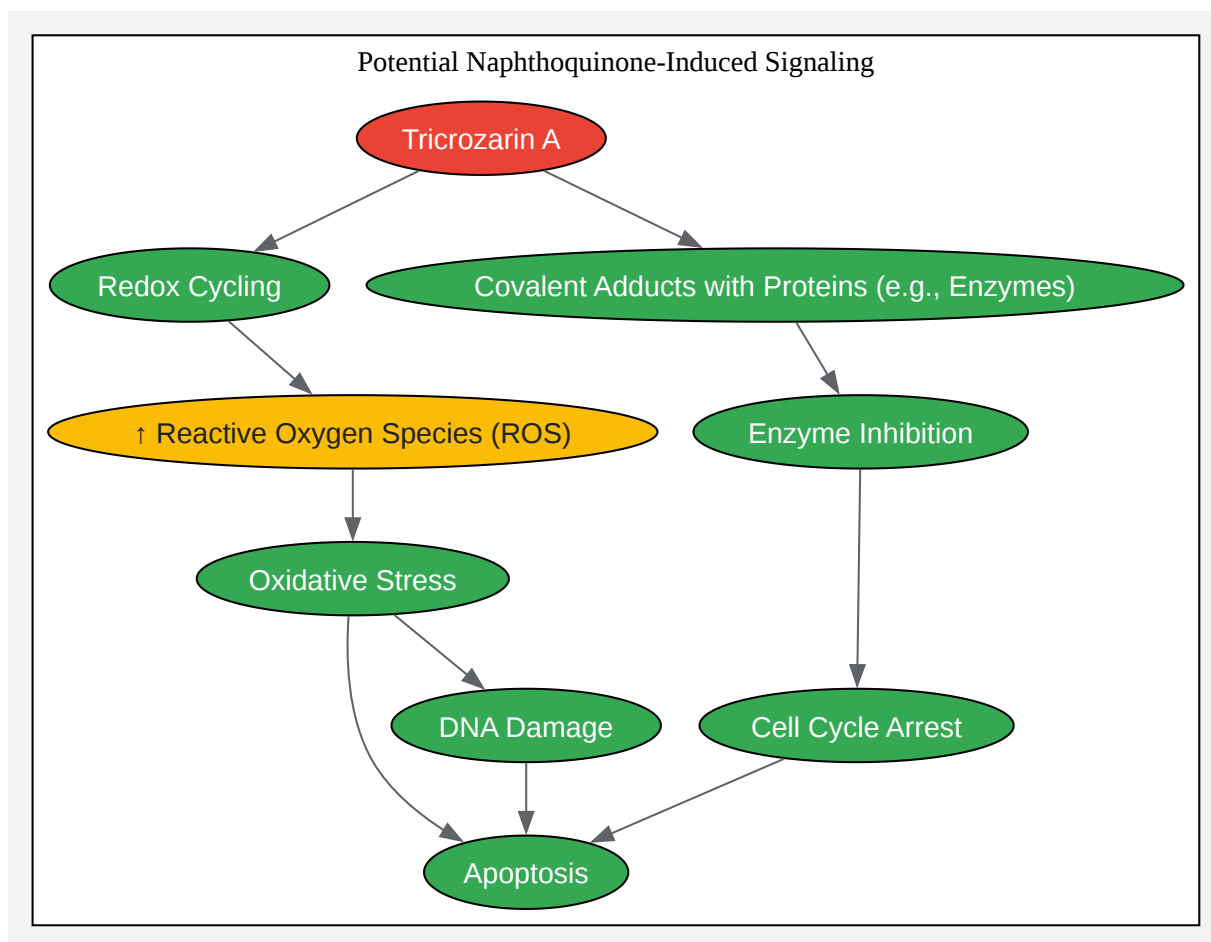 Potential Naphthoquinone-Induced Signaling
Tricrozarin A
Redox Cycling
Covalent Adducts with Proteins (e.g., Enzymes)
↑ Reactive Oxygen Species (ROS)
Enzyme Inhibition
Oxidative Stress
DNA Damage
Cell Cycle Arrest
Apoptosis